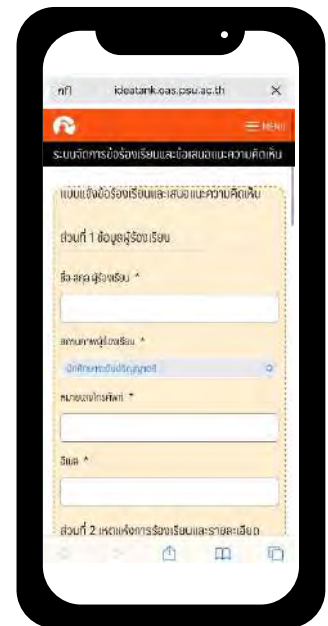 ideatank.oas.psu.ac.th
MENU
ระบบจัดการข้อร้องเรียนและข้อเสนอแนะความคิดเห็น
แบบแจ้งข้อร้องเรียนและเสนอแนะความคิดเห็น
ส่วนที่ 1 ข้อมูลผู้ร้องเรียน
ชื่อ-สกุล ผู้ร้องเรียน *
สถานภาพผู้ร้องเรียน *
นักศึกษาระดับปริญญาตรี
หมายเลขโทรศัพท์ *
อีเมล *
ส่วนที่ 2 เหตุแห่งการร้องเรียนและรายละเอียด